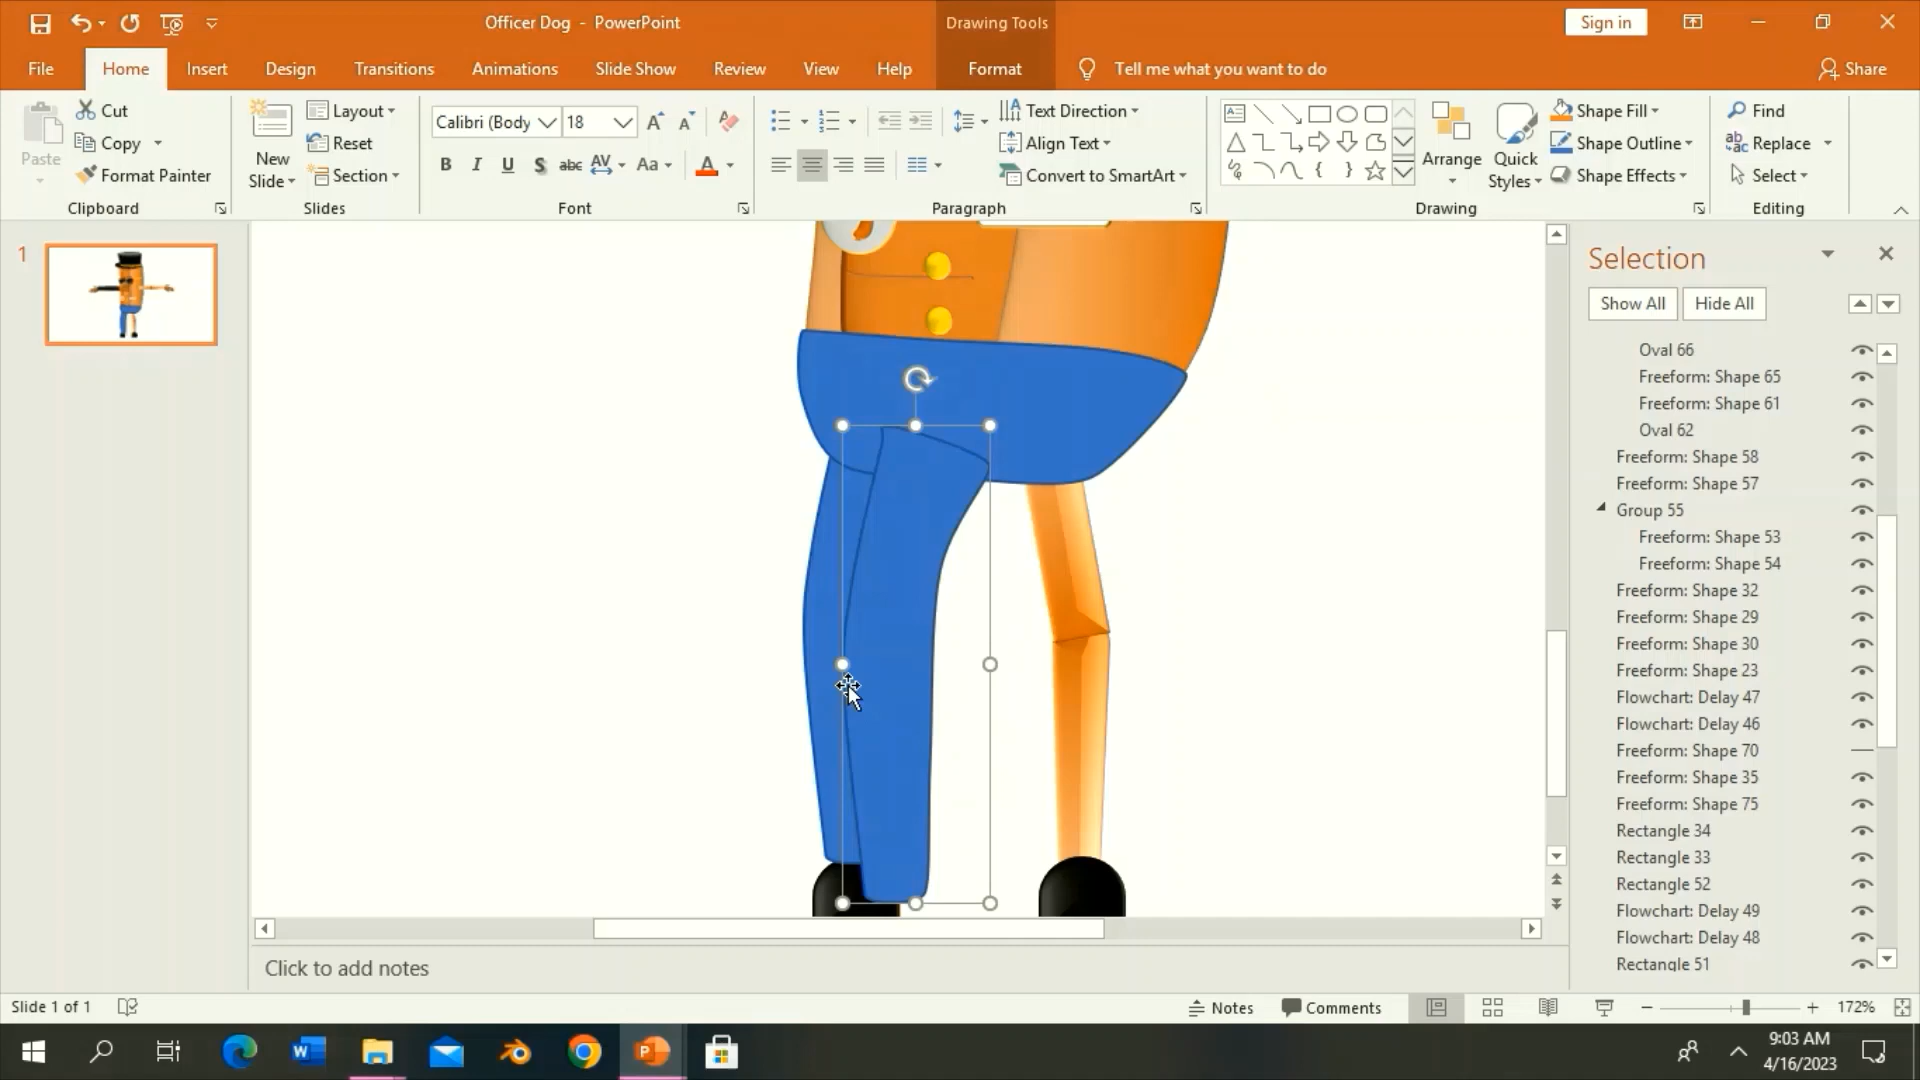 Officer Dog - PowerPoint
Drawing Tools
Sign in
File
Home
Insert
Design
Transitions
Animations
Slide Show
Review
View
Help
Format
Tell me what you want to do
Share
Paste
Cut
Copy
Format Painter
Clipboard
New Slide
Layout
Reset
Section
Slides
Calibri (Body
18
Font
Text Direction
Align Text
Convert to SmartArt
Paragraph
Arrange
Quick Styles
Shape Fill
Shape Outline
Shape Effects
Drawing
Find
Replace
Select
Editing
1
Selection
Show All
Hide All
Oval 66
Freeform: Shape 65
Freeform: Shape 61
Oval 62
Freeform: Shape 58
Freeform: Shape 57
Group 55
Freeform: Shape 53
Freeform: Shape 54
Freeform: Shape 32
Freeform: Shape 29
Freeform: Shape 30
Freeform: Shape 23
Flowchart: Delay 47
Flowchart: Delay 46
Freeform: Shape 70
Freeform: Shape 35
Freeform: Shape 75
Rectangle 34
Rectangle 33
Rectangle 52
Flowchart: Delay 49
Flowchart: Delay 48
Rectangle 51
Click to add notes
Slide 1 of 1
Notes
Comments
172%
9:03 AM
4/16/2023